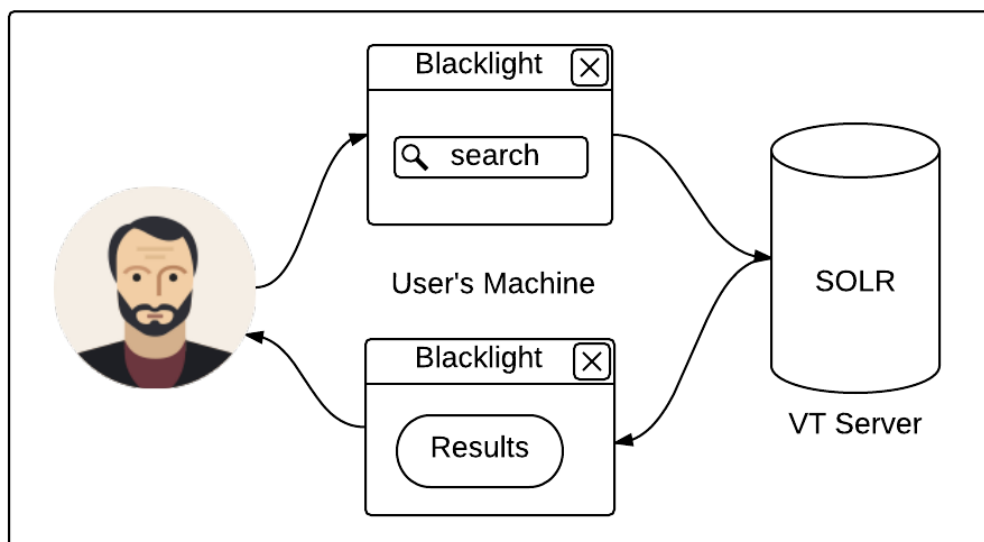 Blacklight
search
User's Machine
SOLR
VT Server
Blacklight
Results